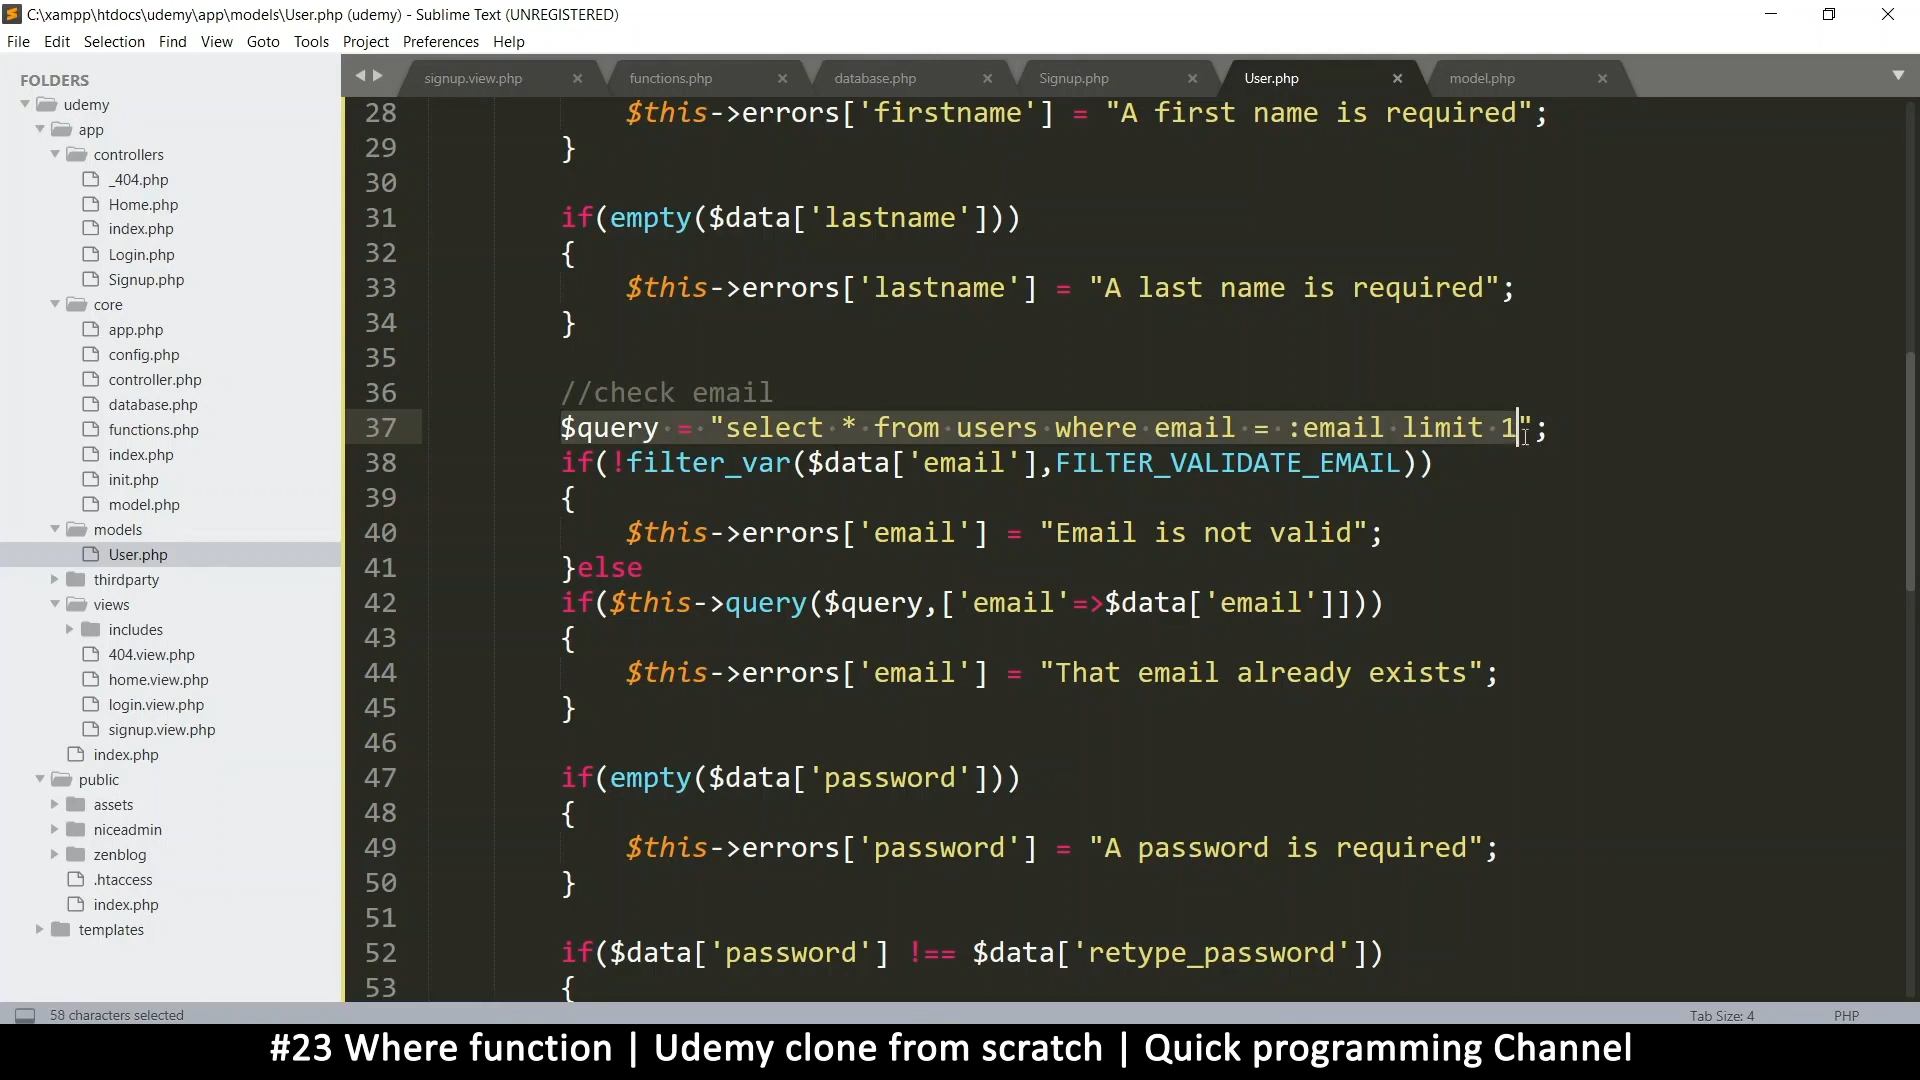 C:\xampp\htdocs\udemy\app\models\User.php (udemy) - Sublime Text (UNREGISTERED)
File Edit Selection Find View Goto Tools Project Preferences Help
FOLDERS
udemy
app
controllers
_404.php
Home.php
index.php
Login.php
Signup.php
core
app.php
config.php
controller.php
database.php
functions.php
index.php
init.php
model.php
models
User.php
thirdparty
views
includes
404.view.php
home.view.php
login.view.php
signup.view.php
index.php
public
assets
niceadmin
zenblog
.htaccess
index.php
templates
signup.view.php functions.php database.php Signup.php User.php model.php
28 $this->errors['firstname'] = "A first name is required";
29 }
30
31 if(empty($data['lastname']))
32 {
33 $this->errors['lastname'] = "A last name is required";
34 }
35
36 //check email
37 $query = "select * from users where email = :email limit 1";
38 if(!filter_var($data['email'],FILTER_VALIDATE_EMAIL))
39 {
40 $this->errors['email'] = "Email is not valid";
41 }else
42 if($this->query($query,['email'=>$data['email']]))
43 {
44 $this->errors['email'] = "That email already exists";
45 }
46
47 if(empty($data['password']))
48 {
49 $this->errors['password'] = "A password is required";
50 }
51
52 if($data['password'] !== $data['retype_password'])
53 {
58 characters selected
Tab Size: 4 PHP
#23 Where function | Udemy clone from scratch | Quick programming Channel